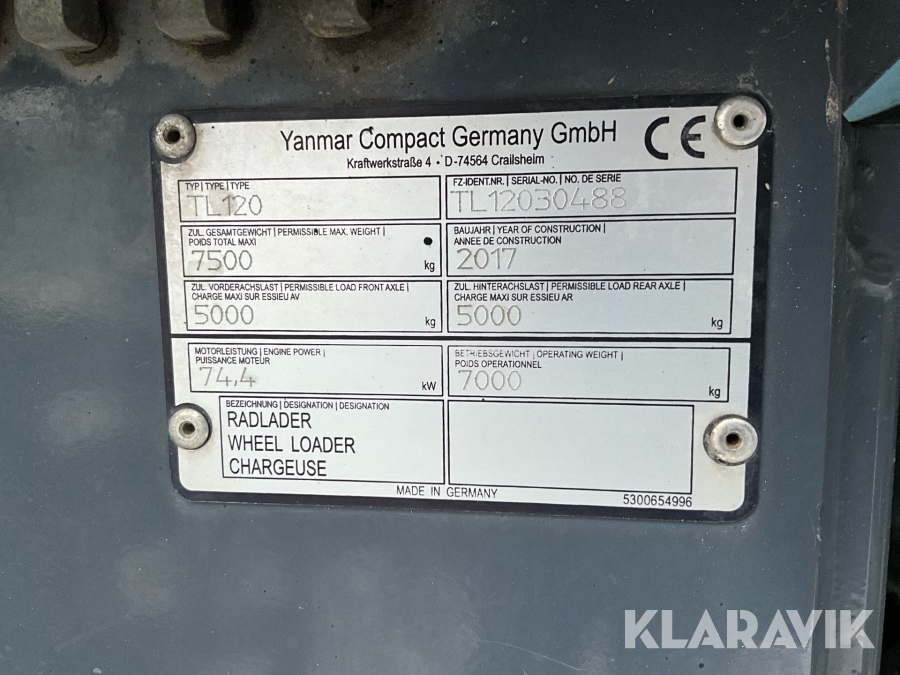 Yanmar Compact Germany GmbH
Kraftwerkstraße 4 · D-74564 Crailsheim
CE
TYP | TYPE | TYPE
TL120
FZ-IDENT.NR. | SERIAL-NO. | NO. DE SERIE
TL12030488
ZUL. GESAMTGEWICHT | PERMISSIBLE MAX. WEIGHT |
POIDS TOTAL MAXI
7500 kg
BAUJAHR | YEAR OF CONSTRUCTION |
ANNEE DE CONSTRUCTION
2017
ZUL. VORDERACHSLAST | PERMISSIBLE LOAD FRONT AXLE |
CHARGE MAXI SUR ESSIEU AV
5000 kg
ZUL. HINTERACHSLAST | PERMISSIBLE LOAD REAR AXLE |
CHARGE MAXI SUR ESSIEU AR
5000 kg
MOTORLEISTUNG | ENGINE POWER |
PUISSANCE MOTEUR
74,4 kW
BETRIEBSGEWICHT | OPERATING WEIGHT |
POIDS OPERATIONNEL
7000 kg
BEZEICHNUNG | DESIGNATION | DESIGNATION
RADLADER
WHEEL LOADER
CHARGEUSE
MADE IN GERMANY
5300654996
KLARAVIK